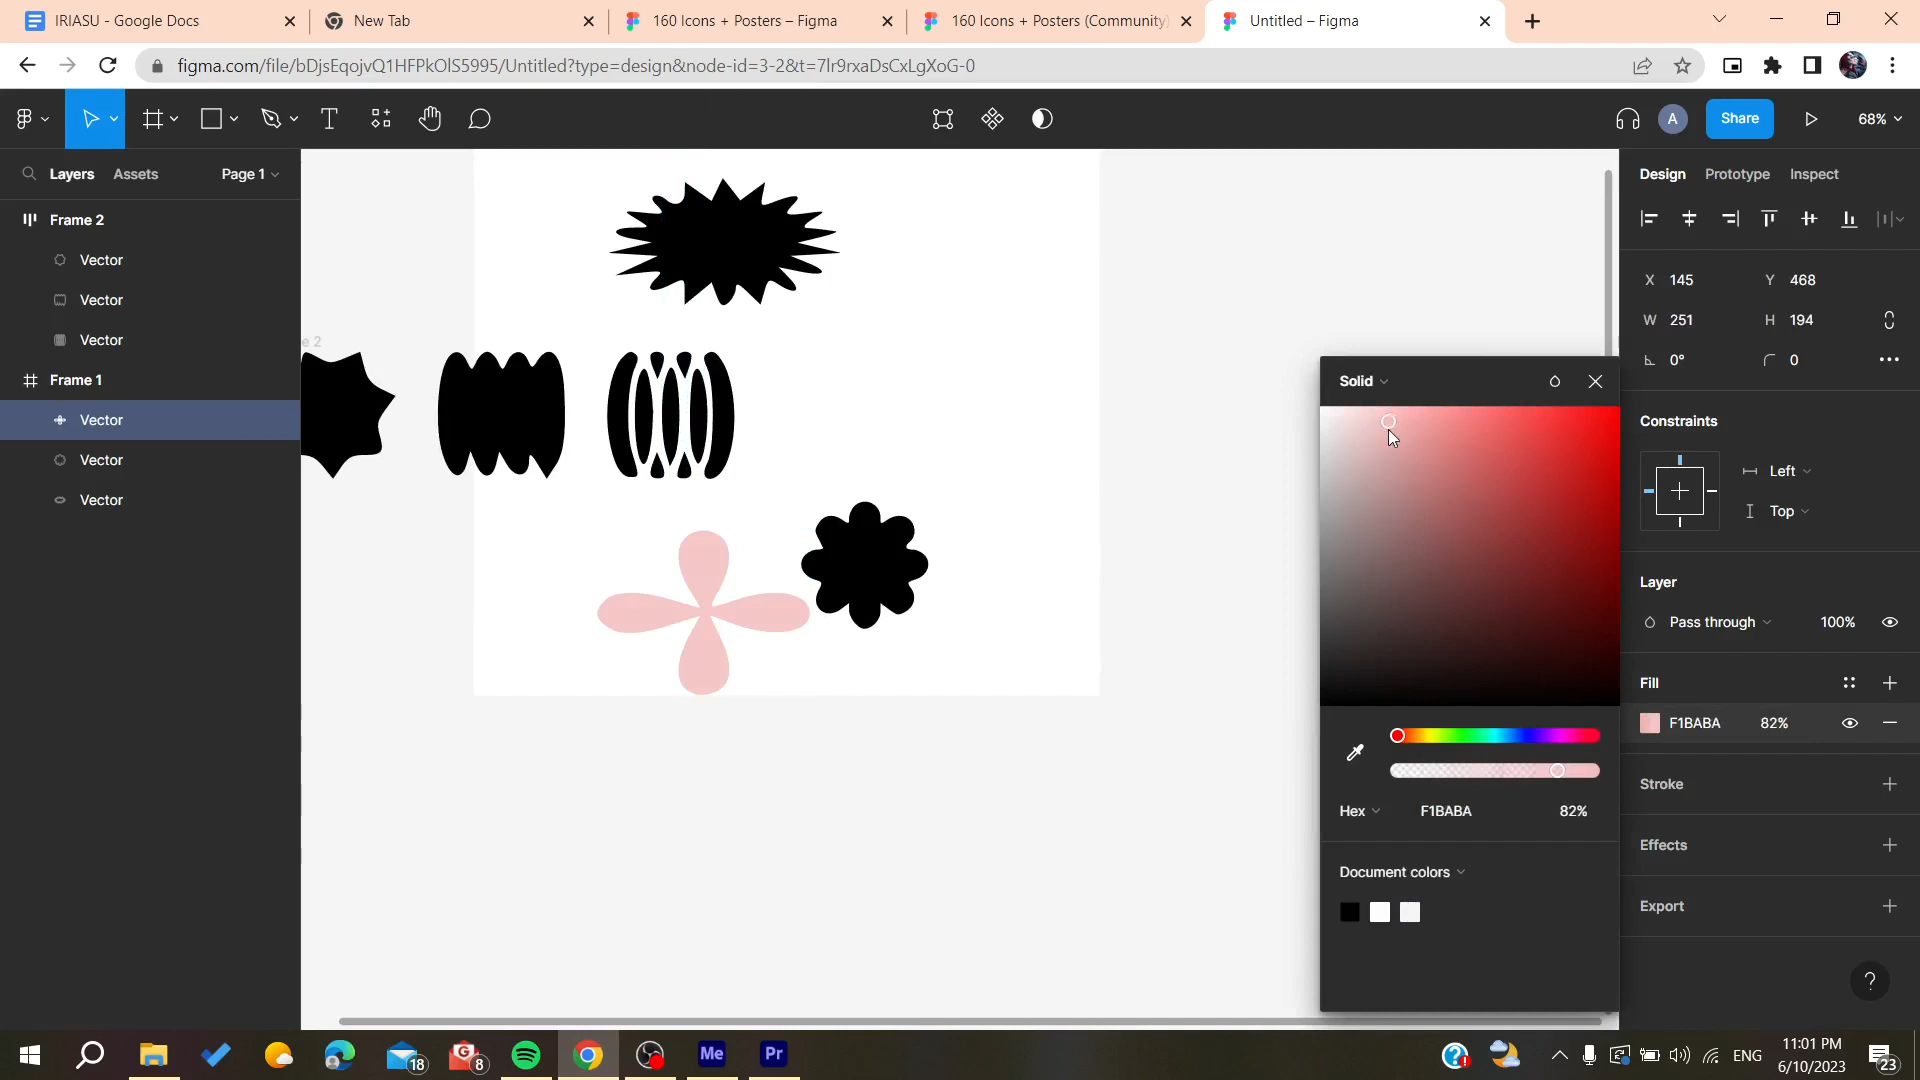 IRIASU - Google Docs
New Tab
160 Icons + Posters – Figma
160 Icons + Posters (Community)
Untitled – Figma
figma.com/file/bDjsEqojvQ1HFPkOlS5995/Untitled?type=design&node-id=3-2&t=7lr9rxaDsCxLgXoG-0
A
Share
68%
Layers
Assets
Page 1
Design
Prototype
Inspect
Frame 2
Vector
Vector
Vector
Frame 1
Vector
Vector
Vector
e 2
X 145
Y 468
W 251
H 194
0°
0
Constraints
Left
Top
Layer
Pass through
100%
Fill
F1BABA
82%
Stroke
Effects
Export
Solid
Hex
F1BABA
82%
Document colors
?
18
8
Me
Pr
ENG
11:01 PM
6/10/2023
23